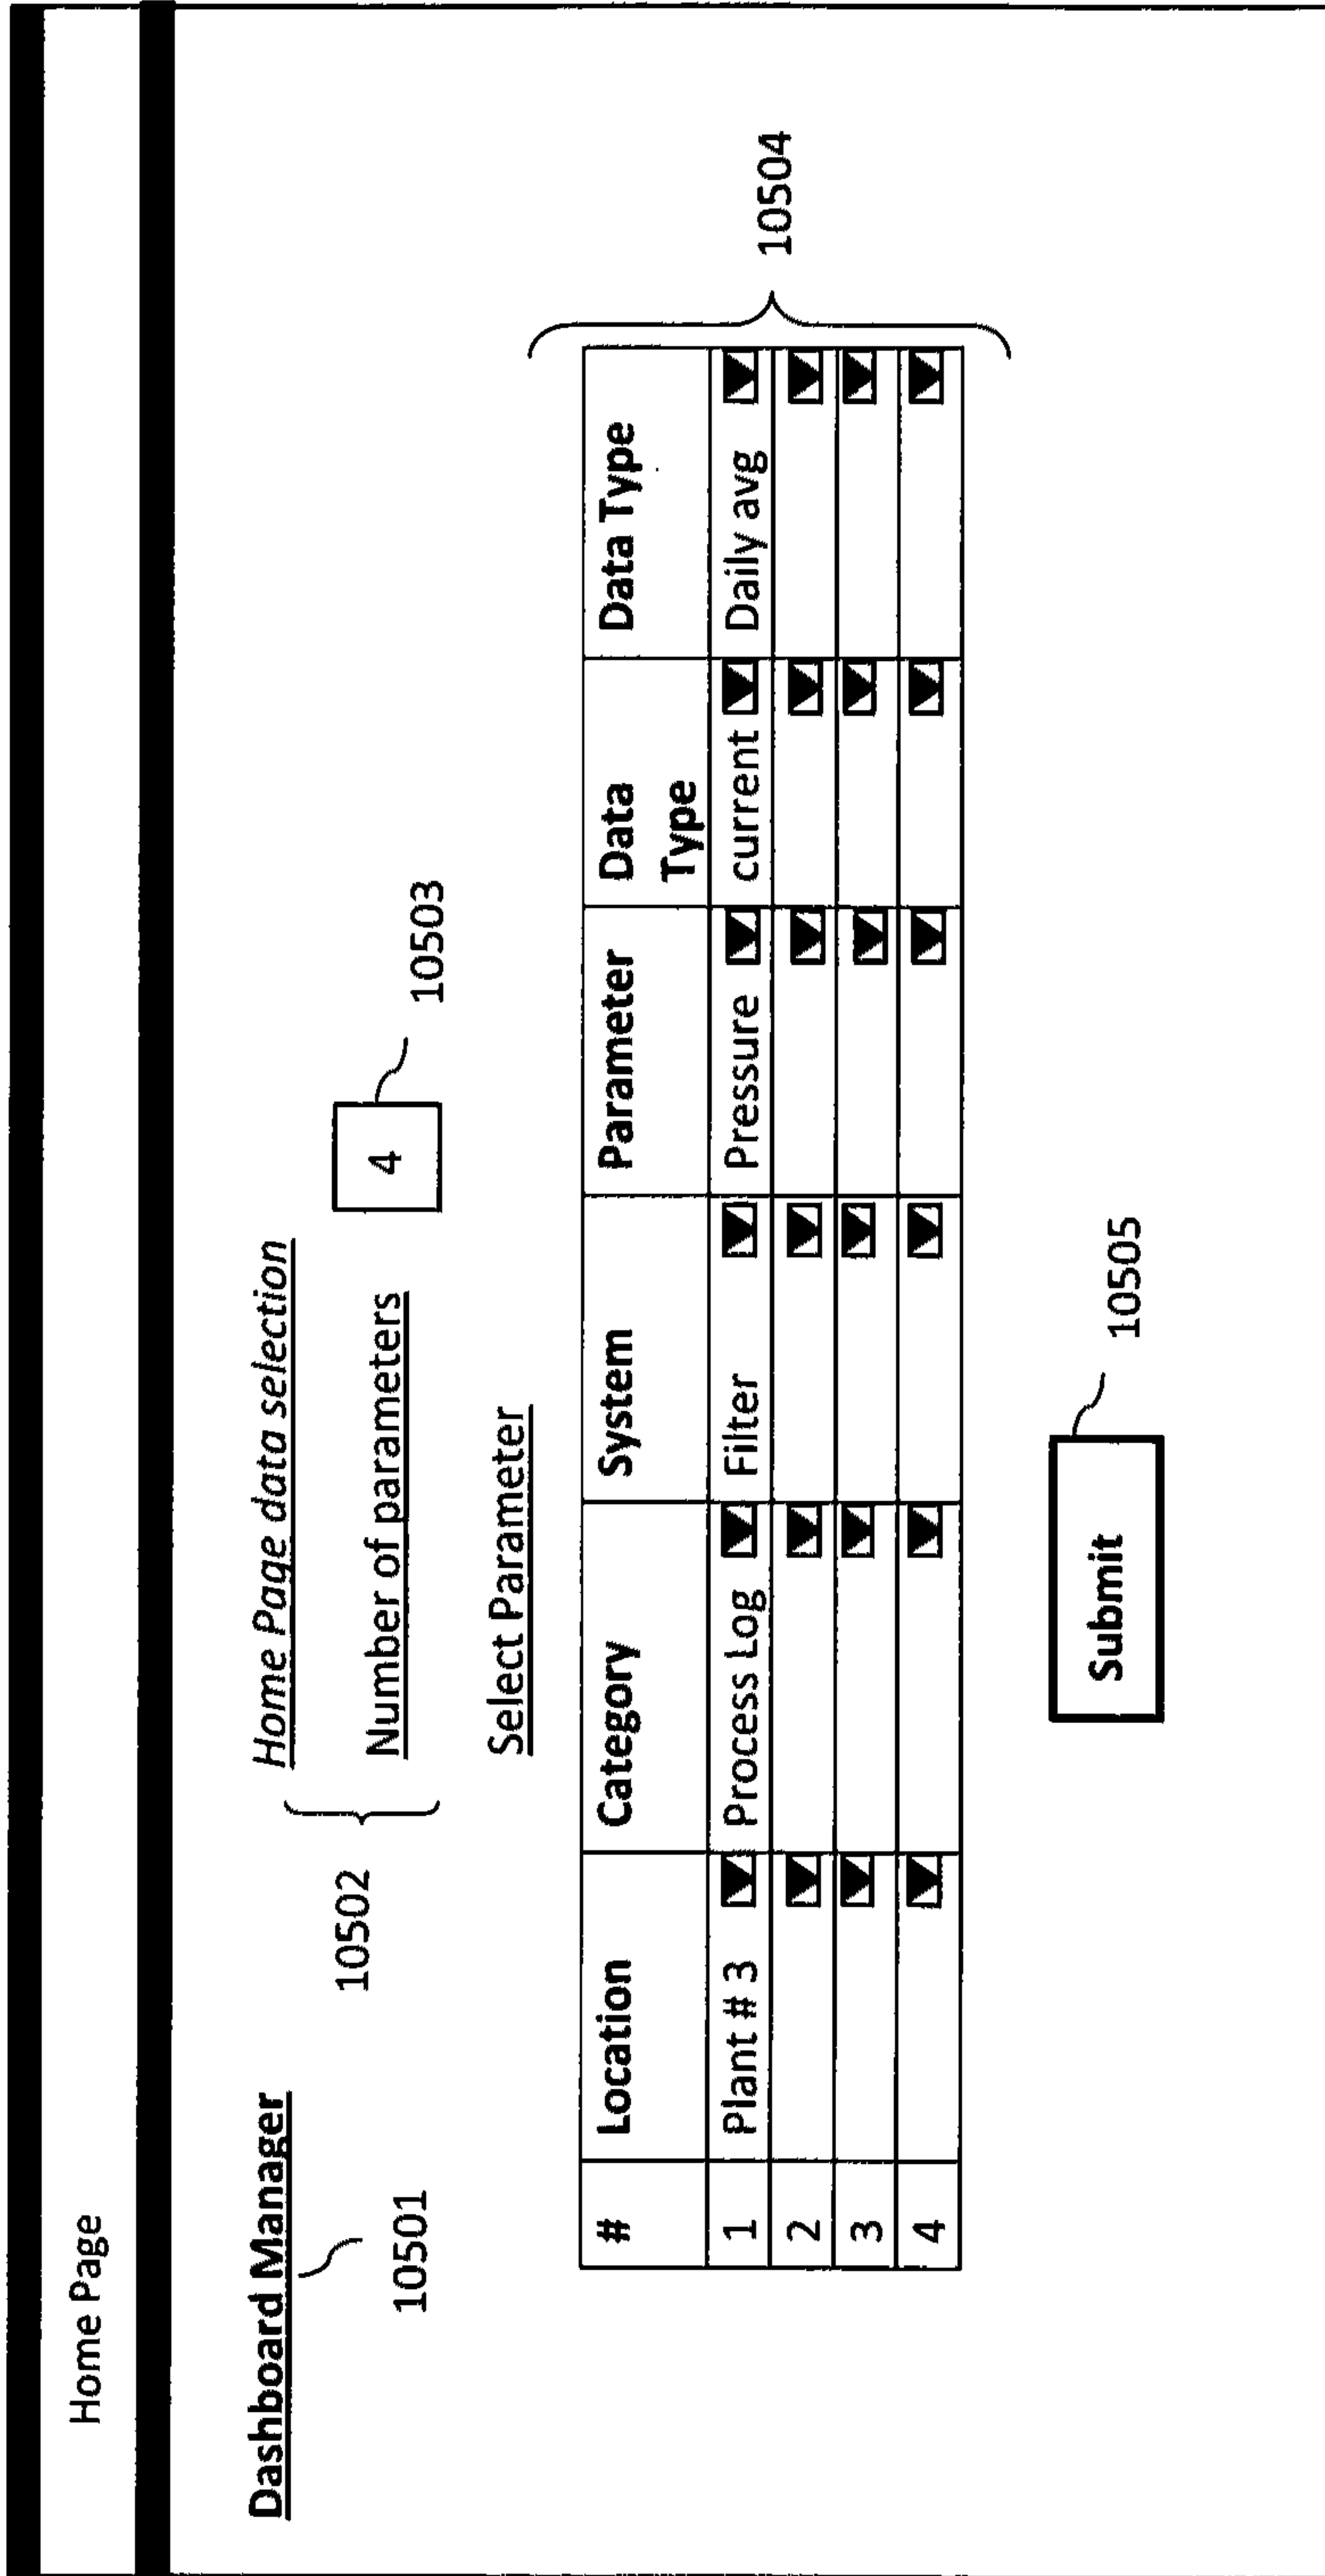 Home Page
Dashboard Manager
10501
10502
Home Page data selection
Number of parameters
4
10503
Select Parameter
# Location Category System Parameter Data Type Data Type
1 Plant # 3 Process Log Filter Pressure current Daily avg
2
3
4
10504
Submit
10505